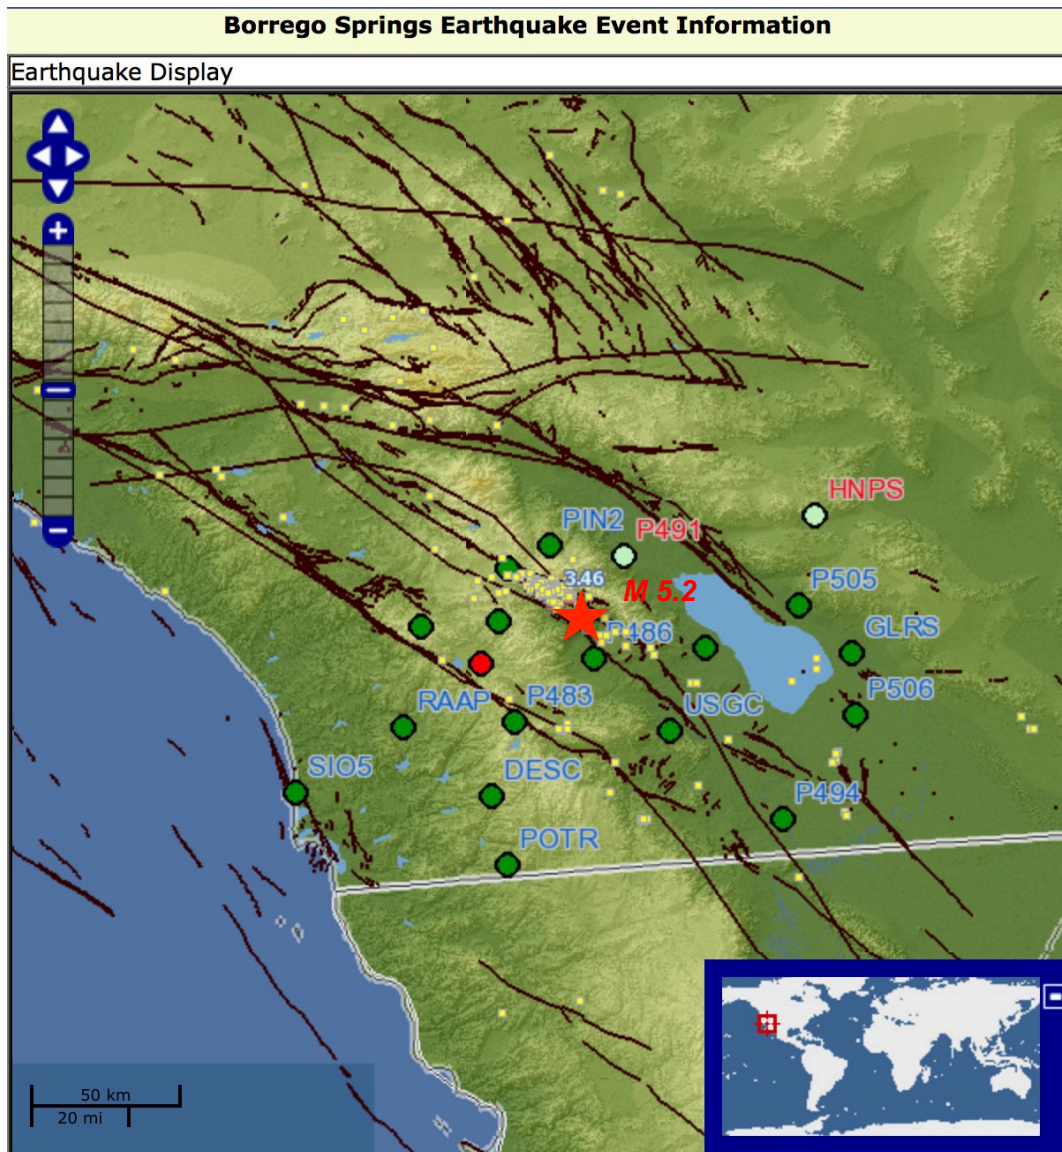 Borrego Springs Earthquake Event Information
Earthquake Display
HNPS
PIN2
P491
3.46
M 5.2
P505
P486
GLRS
RAAP
P483
USGC
P506
SIO5
DESC
P494
POTR
50 km
20 mi